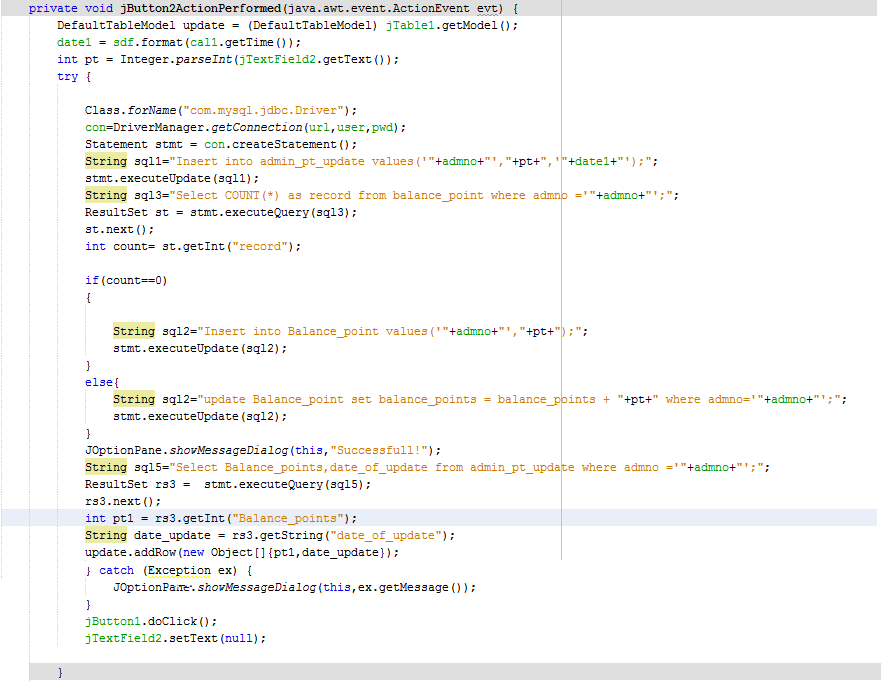 private void jButton2ActionPerformed(java.awt.event.ActionEvent evt) {
DefaultTableModel update = (DefaultTableModel) jTable1.getModel();
date1 = sdf.format(cal1.getTime());
int pt = Integer.parseInt(jTextField2.getText());
try {
Class.forName("com.mysql.jdbc.Driver");
con=DriverManager.getConnection(url,user,pwd);
Statement stmt = con.createStatement();
String sql1="Insert into admin_pt_update values('"+admno+"',"+pt+",'"+date1+"');";
stmt.executeUpdate(sql1);
String sql3="Select COUNT(*) as record from balance_point where admno ='"+admno+"';";
ResultSet st = stmt.executeQuery(sql3);
st.next();
int count= st.getInt("record");
if(count==0)
{
String sql2="Insert into Balance_point values('"+admno+"',"+pt+");";
stmt.executeUpdate(sql2);
}
else{
String sql2="update Balance_point set balance_points = balance_points + "+pt+" where admno='"+admno+"';";
stmt.executeUpdate(sql2);
}
JOptionPane.showMessageDialog(this,"Successfull!");
String sql5="Select Balance_points,date_of_update from admin_pt_update where admno ='"+admno+"';";
ResultSet rs3 =  stmt.executeQuery(sql5);
rs3.next();
int pt1 = rs3.getInt("Balance_points");
String date_update = rs3.getString("date_of_update");
update.addRow(new Object[]{pt1,date_update});
} catch (Exception ex) {
JOptionPane.showMessageDialog(this,ex.getMessage());
}
jButton1.doClick();
jTextField2.setText(null);
}